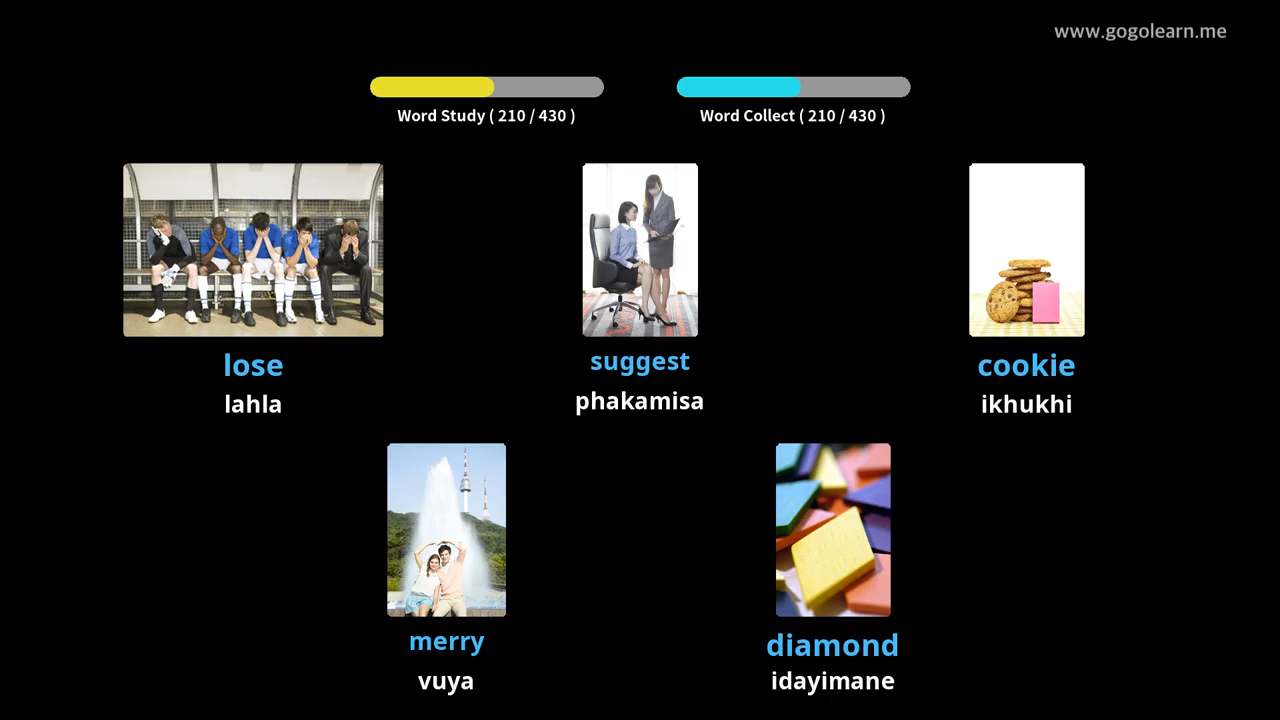 www.gogolearn.me
Word Study ( 210 / 430 )
Word Collect ( 210 / 430 )
lose
lahla
suggest
phakamisa
cookie
ikhukhi
merry
vuya
diamond
idayimane